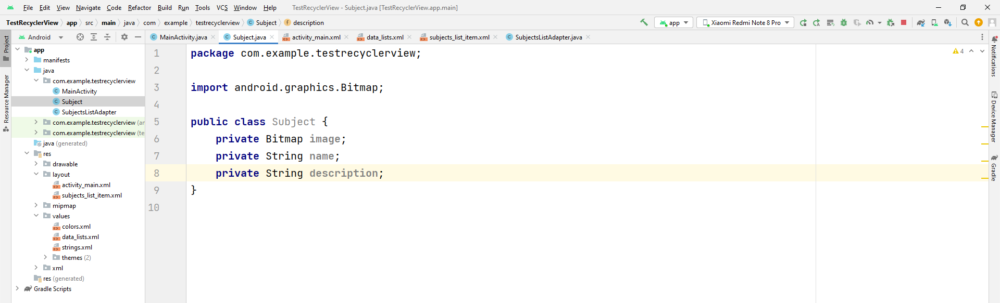 File Edit View Navigate Code Refactor Build Run Tools VCS Window Help TestRecyclerView - Subject.java [TestRecyclerView.app.main]
TestRecyclerView app src main java com example testrecyclerview Subject description app Xiaomi Redmi Note 8 Pro
Android MainActivity.java Subject.java activity_main.xml data_lists.xml subjects_list_item.xml SubjectsListAdapter.java
Project
Resource Manager
app
manifests
java
com.example.testrecyclerview
MainActivity
Subject
SubjectsListAdapter
com.example.testrecyclerview (an
com.example.testrecyclerview (te
java (generated)
res
drawable
layout
activity_main.xml
subjects_list_item.xml
mipmap
values
colors.xml
data_lists.xml
strings.xml
themes (2)
xml
res (generated)
Gradle Scripts
1 package com.example.testrecyclerview;
2
3 import android.graphics.Bitmap;
4
5 public class Subject {
6 private Bitmap image;
7 private String name;
8 private String description;
9 }
10
4
Notifications
Device Manager
Gradle